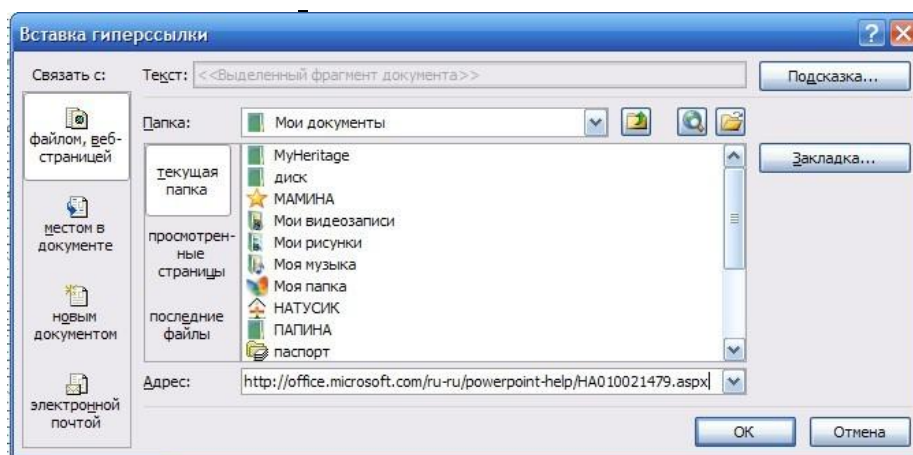 Вставка гиперссылки
Связать с:
Текст: <<Выделенный фрагмент документа>>
Подсказка...
файлом, веб-
страницей
Папка:
Мои документы
Закладка...
местом в
документе
новым
документом
электронной
почтой
текущая
папка
просмотрен-
ные
страницы
последние
файлы
MyHeritage
диск
МАМИНА
Мои видеозаписи
Мои рисунки
Моя музыка
Моя папка
НАТУСИК
ПАПИНА
паспорт
Адрес:
http://office.microsoft.com/ru-ru/powerpoint-help/HA010021479.aspx
ОК
Отмена